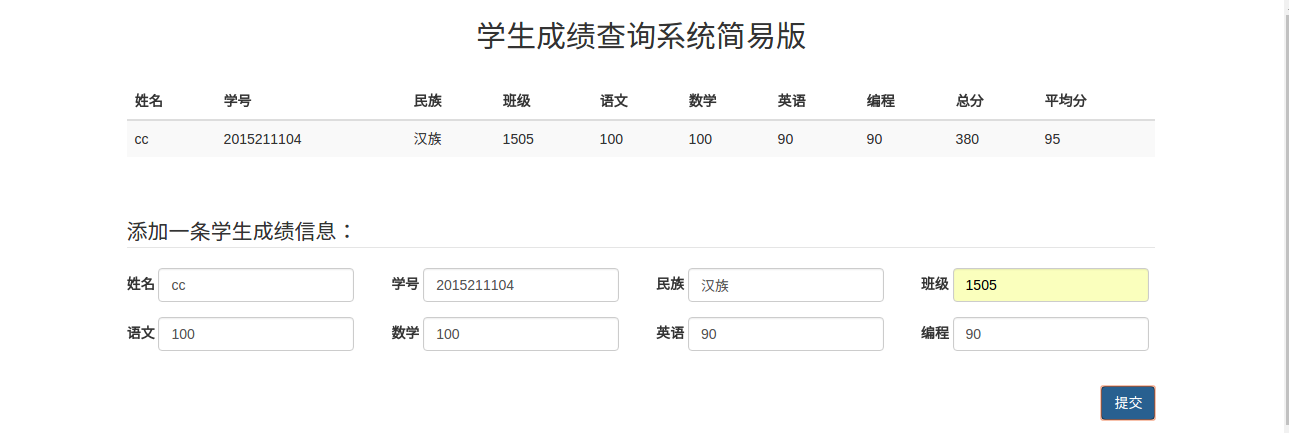 学生成绩查询系统简易版
姓名 学号 民族 班级 语文 数学 英语 编程 总分 平均分
cc 2015211104 汉族 1505 100 100 90 90 380 95
添加一条学生成绩信息：
姓名 cc 学号 2015211104 民族 汉族 班级 1505
语文 100 数学 100 英语 90 编程 90
提交